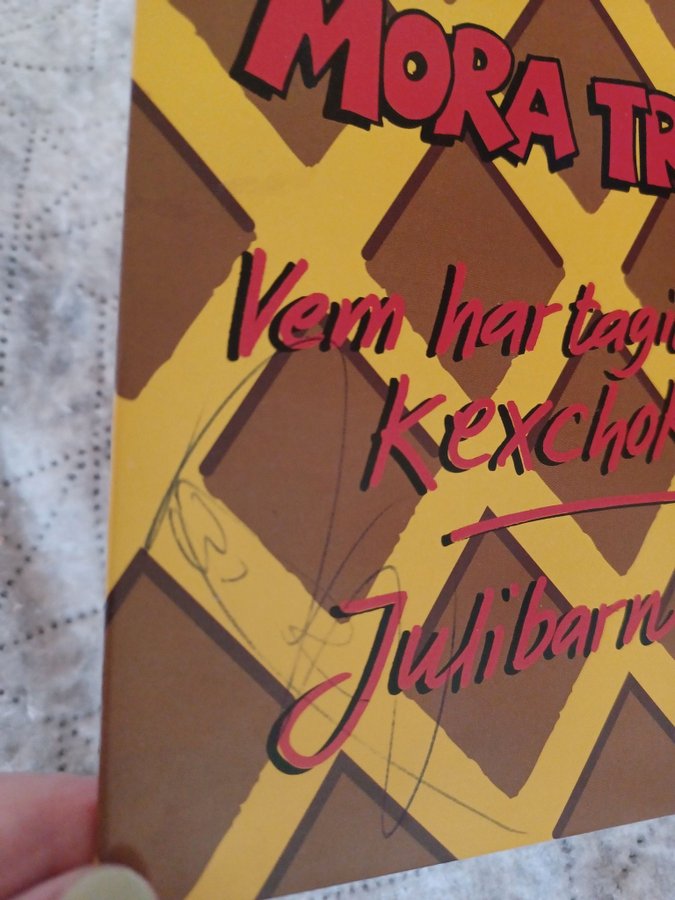 MORA TR
Vem har tagi
Kexchok
Julibarn